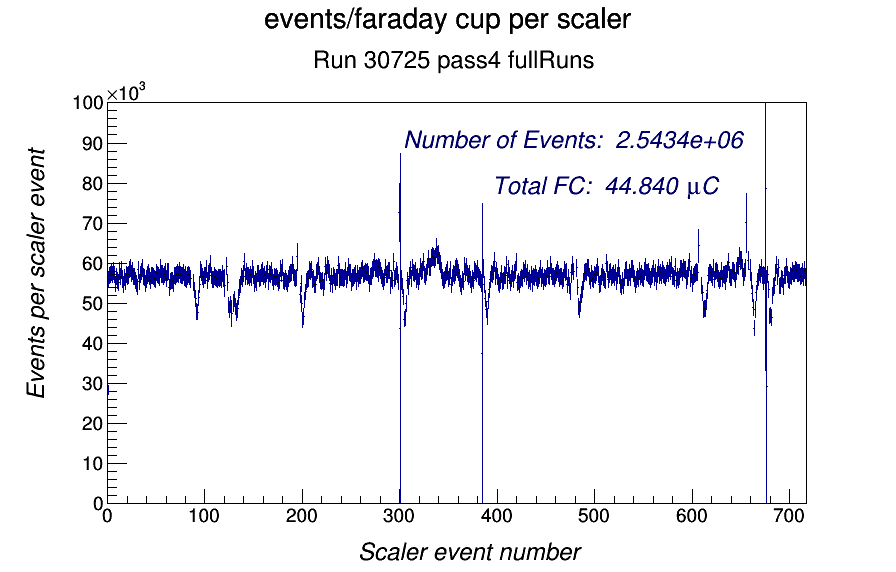 events/faraday cup per scaler
Run 30725 pass4 fullRuns
×10³
Number of Events: 2.5434e+06
Total FC: 44.840 μC
Events per scaler event
100
90
80
70
60
50
40
30
20
10
0
0 100 200 300 400 500 600 700
Scaler event number